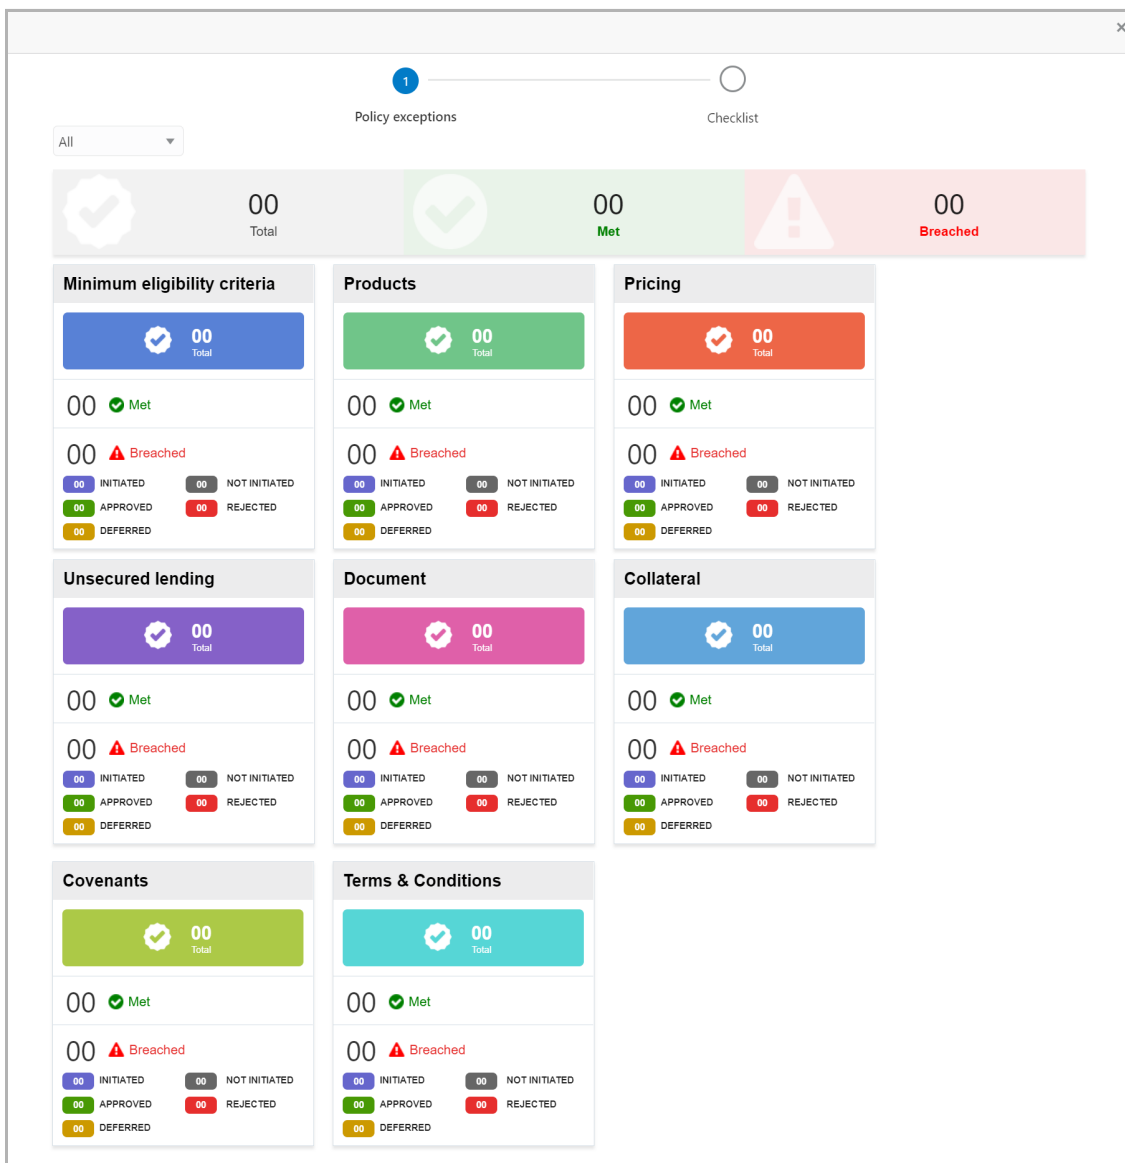 ×
1
Policy exceptions
Checklist
All
00
Total
00
Met
00
Breached
Minimum eligibility criteria
00
Total
00 Met
00 Breached
00 INITIATED 00 NOT INITIATED
00 APPROVED 00 REJECTED
00 DEFERRED
Products
00
Total
00 Met
00 Breached
00 INITIATED 00 NOT INITIATED
00 APPROVED 00 REJECTED
00 DEFERRED
Pricing
00
Total
00 Met
00 Breached
00 INITIATED 00 NOT INITIATED
00 APPROVED 00 REJECTED
00 DEFERRED
Unsecured lending
00
Total
00 Met
00 Breached
00 INITIATED 00 NOT INITIATED
00 APPROVED 00 REJECTED
00 DEFERRED
Document
00
Total
00 Met
00 Breached
00 INITIATED 00 NOT INITIATED
00 APPROVED 00 REJECTED
00 DEFERRED
Collateral
00
Total
00 Met
00 Breached
00 INITIATED 00 NOT INITIATED
00 APPROVED 00 REJECTED
00 DEFERRED
Covenants
00
Total
00 Met
00 Breached
00 INITIATED 00 NOT INITIATED
00 APPROVED 00 REJECTED
00 DEFERRED
Terms & Conditions
00
Total
00 Met
00 Breached
00 INITIATED 00 NOT INITIATED
00 APPROVED 00 REJECTED
00 DEFERRED